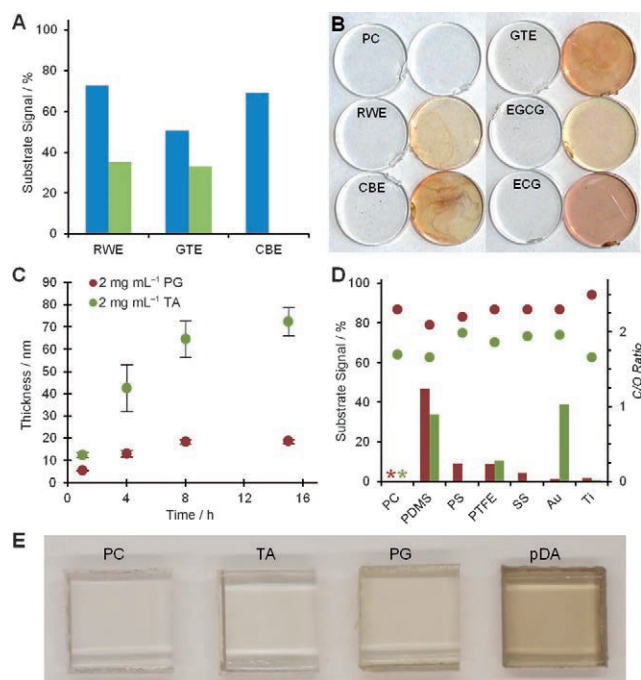 A
Substrate Signal / %
100
80
60
40
20
0
RWE GTE CBE
B
PC GTE
RWE EGCG
CBE ECG
C
2 mg mL⁻¹ PG
2 mg mL⁻¹ TA
Thickness / nm
90
80
70
60
50
40
30
20
10
0
0 4 8 12 16
Time / h
D
Substrate Signal / %
100
80
60
40
20
0
* *
PC PDMS PS PTFE SS Au Ti
2
1
0
C/O Ratio
E
PC TA PG pDA